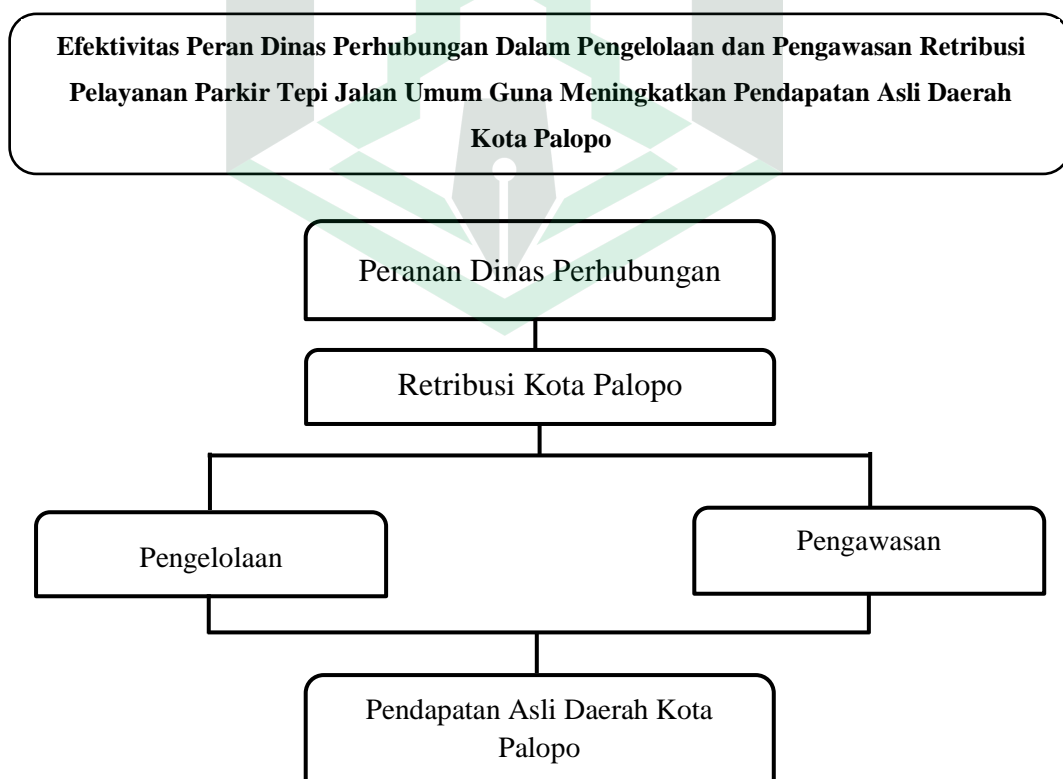 Efektivitas Peran Dinas Perhubungan Dalam Pengelolaan dan Pengawasan Retribusi
Pelayanan Parkir Tepi Jalan Umum Guna Meningkatkan Pendapatan Asli Daerah
Kota Palopo
Peranan Dinas Perhubungan
Retribusi Kota Palopo
Pengelolaan
Pengawasan
Pendapatan Asli Daerah Kota
Palopo